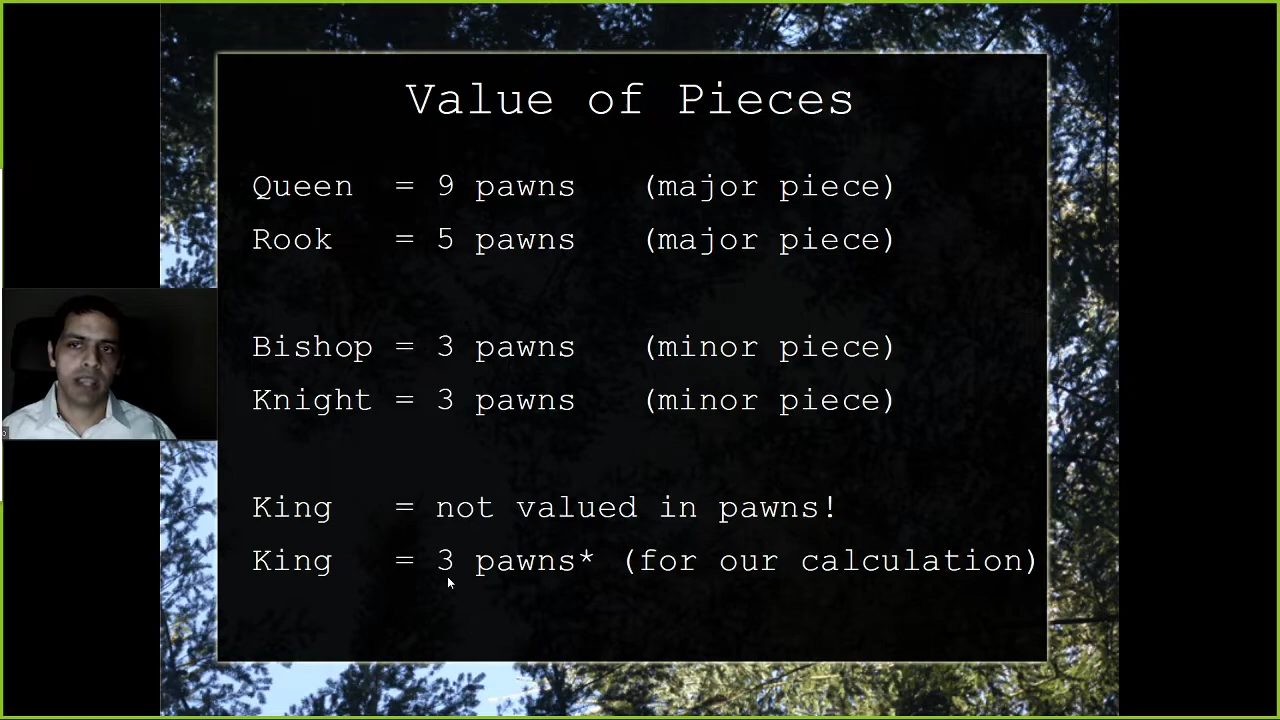 Value of Pieces
Queen = 9 pawns (major piece)
Rook = 5 pawns (major piece)
Bishop = 3 pawns (minor piece)
Knight = 3 pawns (minor piece)
King = not valued in pawns!
King = 3 pawns* (for our calculation)